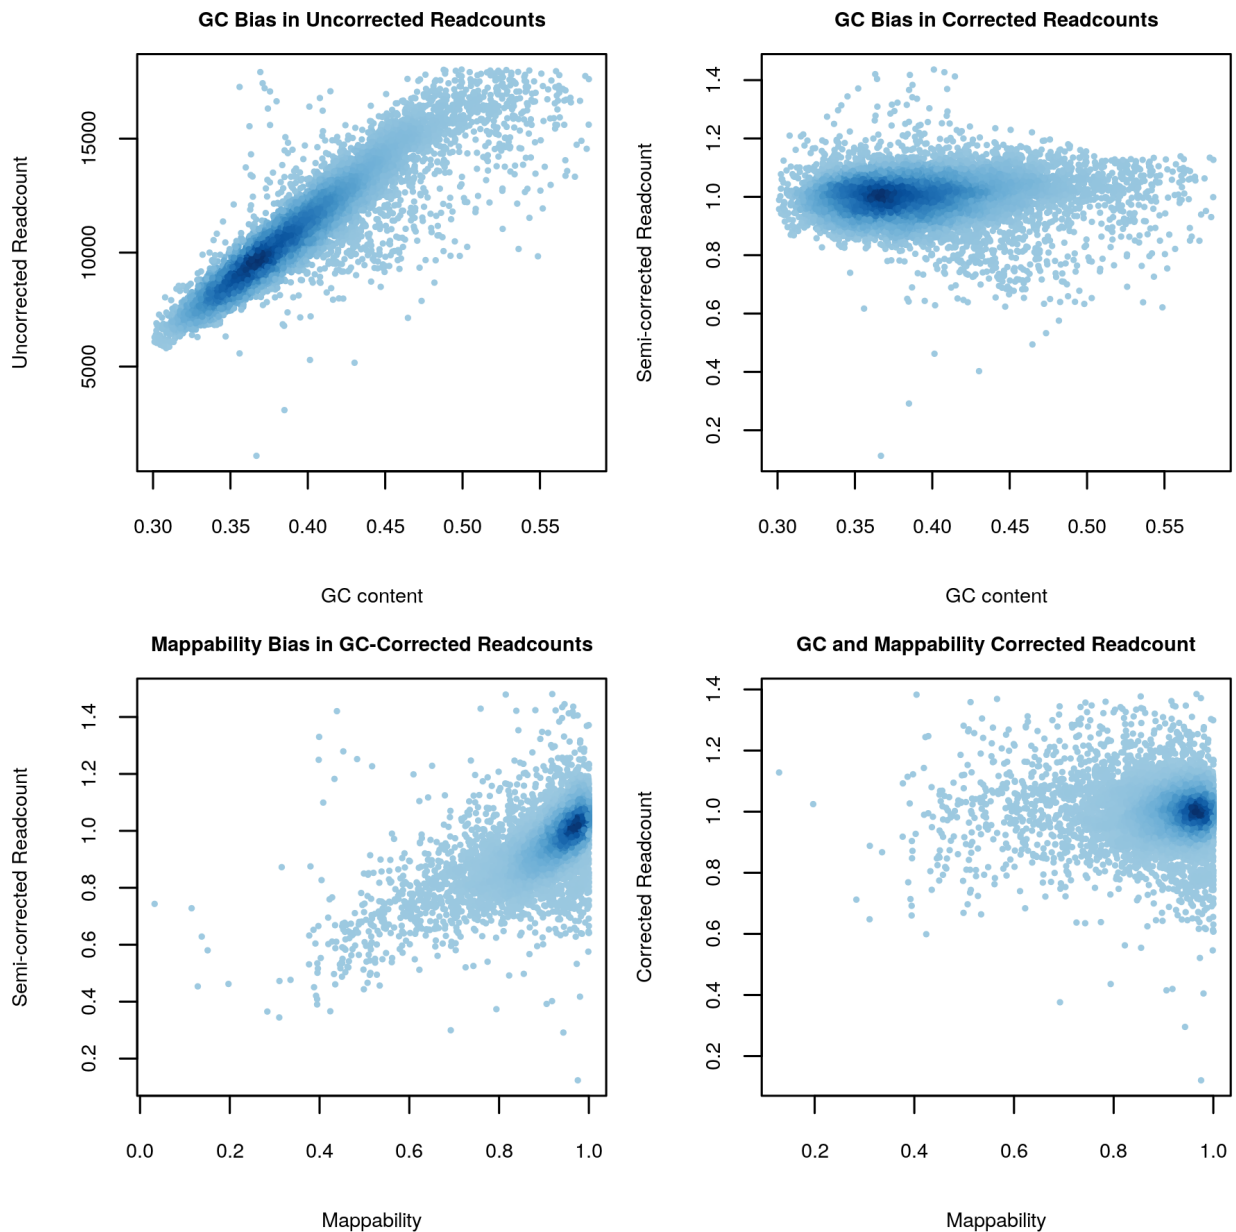 GC Bias in Uncorrected Readcounts
Uncorrected Readcount
15000
10000
5000
0.30 0.35 0.40 0.45 0.50 0.55
GC content
GC Bias in Corrected Readcounts
Semi-corrected Readcount
1.4
1.2
1.0
0.8
0.6
0.4
0.2
0.30 0.35 0.40 0.45 0.50 0.55
GC content
Mappability Bias in GC-Corrected Readcounts
Semi-corrected Readcount
1.4
1.2
1.0
0.8
0.6
0.4
0.2
0.0 0.2 0.4 0.6 0.8 1.0
Mappability
GC and Mappability Corrected Readcount
Corrected Readcount
1.4
1.2
1.0
0.8
0.6
0.4
0.2
0.2 0.4 0.6 0.8 1.0
Mappability